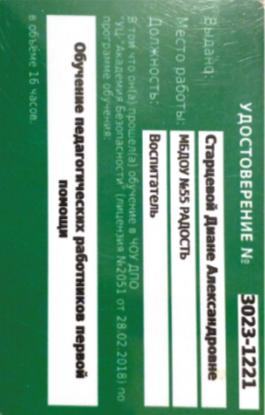 УДОСТОВЕРЕНИЕ № 3023-1221
Выдано: Старцевой Диане Александровне
Место работы: МБДОУ №55 РАДОСТЬ
Должность: Воспитатель
В том что он(а) прошел(а) обучение в ЧОУ ДПО
"УЦ "Академия Безопасности" (лицензия №2051 от 28.02.2018) по
программе обучения:
Обучение педагогических работников первой
помощи
в объёме 16 часов.